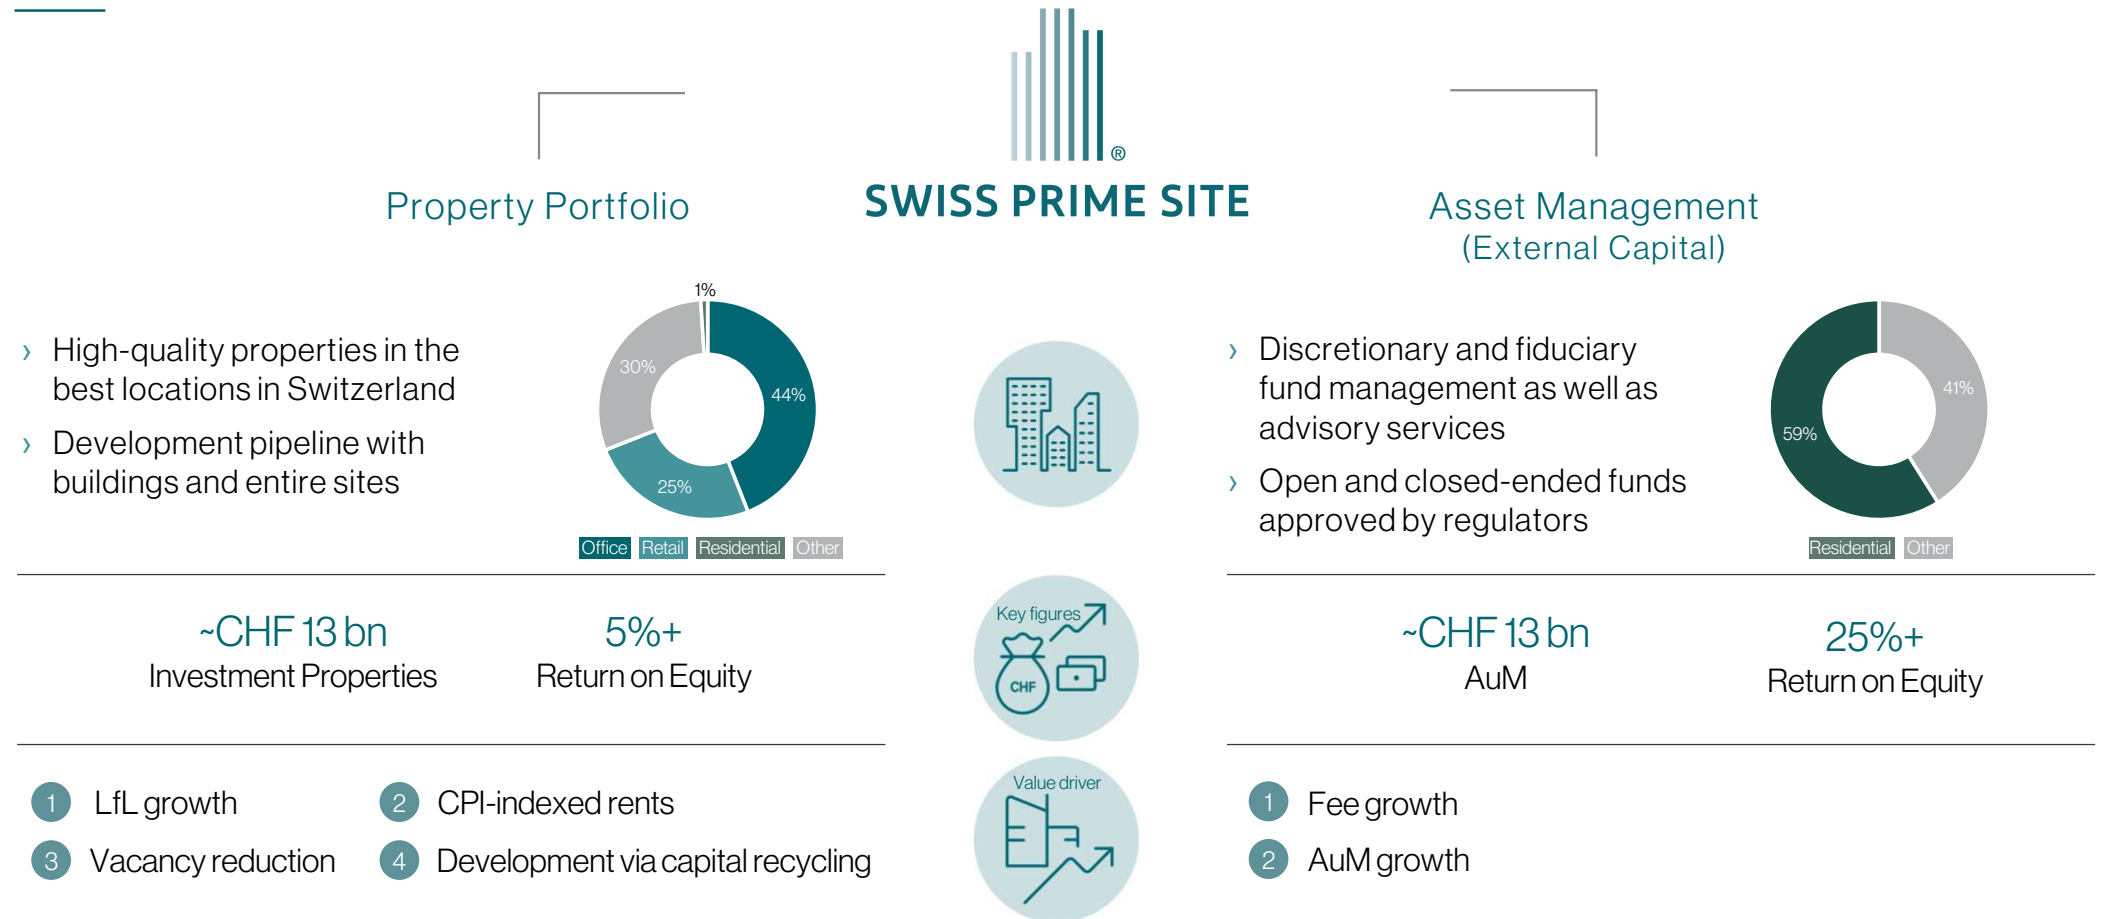 ®
SWISS PRIME SITE
Property Portfolio
› High-quality properties in the
best locations in Switzerland
› Development pipeline with
buildings and entire sites
1%
30%
44%
25%
Office Retail Residential Other
~CHF 13 bn
Investment Properties
5%+
Return on Equity
1 LfL growth
2 CPI-indexed rents
3 Vacancy reduction
4 Development via capital recycling
Key figures
CHF
Value driver
Asset Management
(External Capital)
› Discretionary and fiduciary
fund management as well as
advisory services
› Open and closed-ended funds
approved by regulators
41%
59%
Residential Other
~CHF 13 bn
AuM
25%+
Return on Equity
1 Fee growth
2 AuM growth